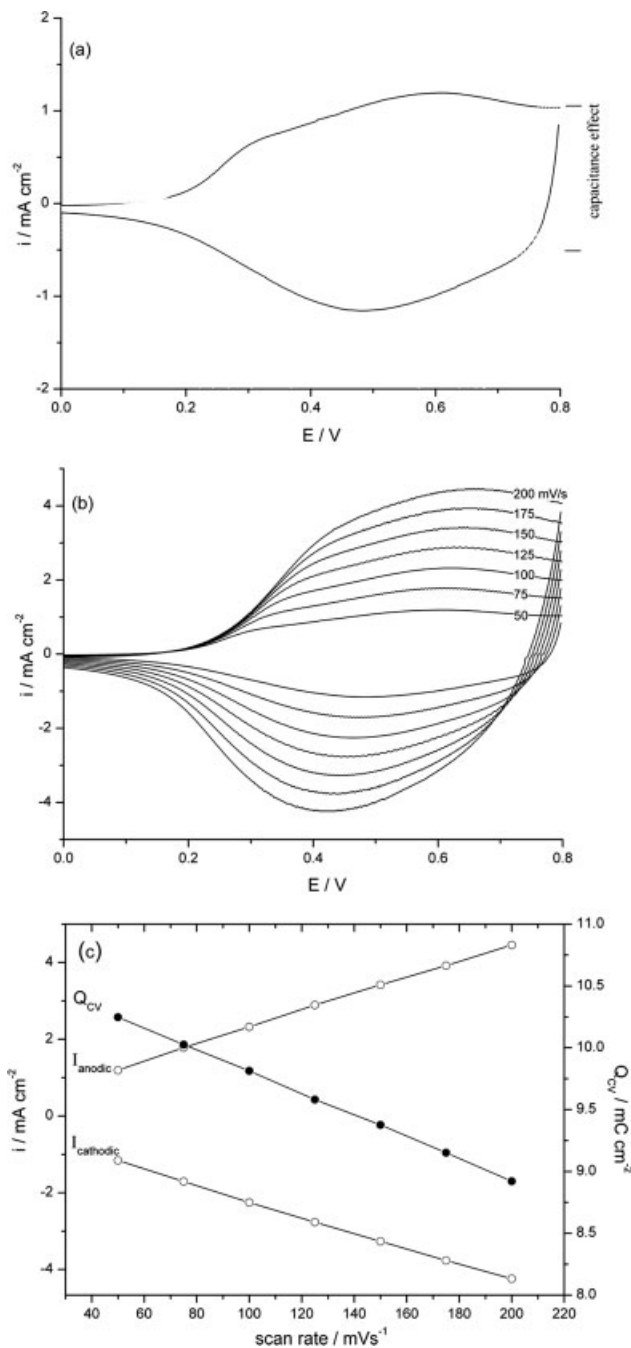 (a)
2
1
0
-1
-2
i / mA cm-2
capacitance effect
0.0 0.2 0.4 0.6 0.8
E / V
(b)
4
2
0
-2
-4
i / mA cm-2
200 mV/s
175
150
125
100
75
50
0.0 0.2 0.4 0.6 0.8
E / V
(c)
4
2
0
-2
-4
i / mA cm-2
QCV
Ianodic
Icathodic
11.0
10.5
10.0
9.5
9.0
8.5
8.0
QCV / mC cm-2
40 60 80 100 120 140 160 180 200 220
scan rate / mVs-1